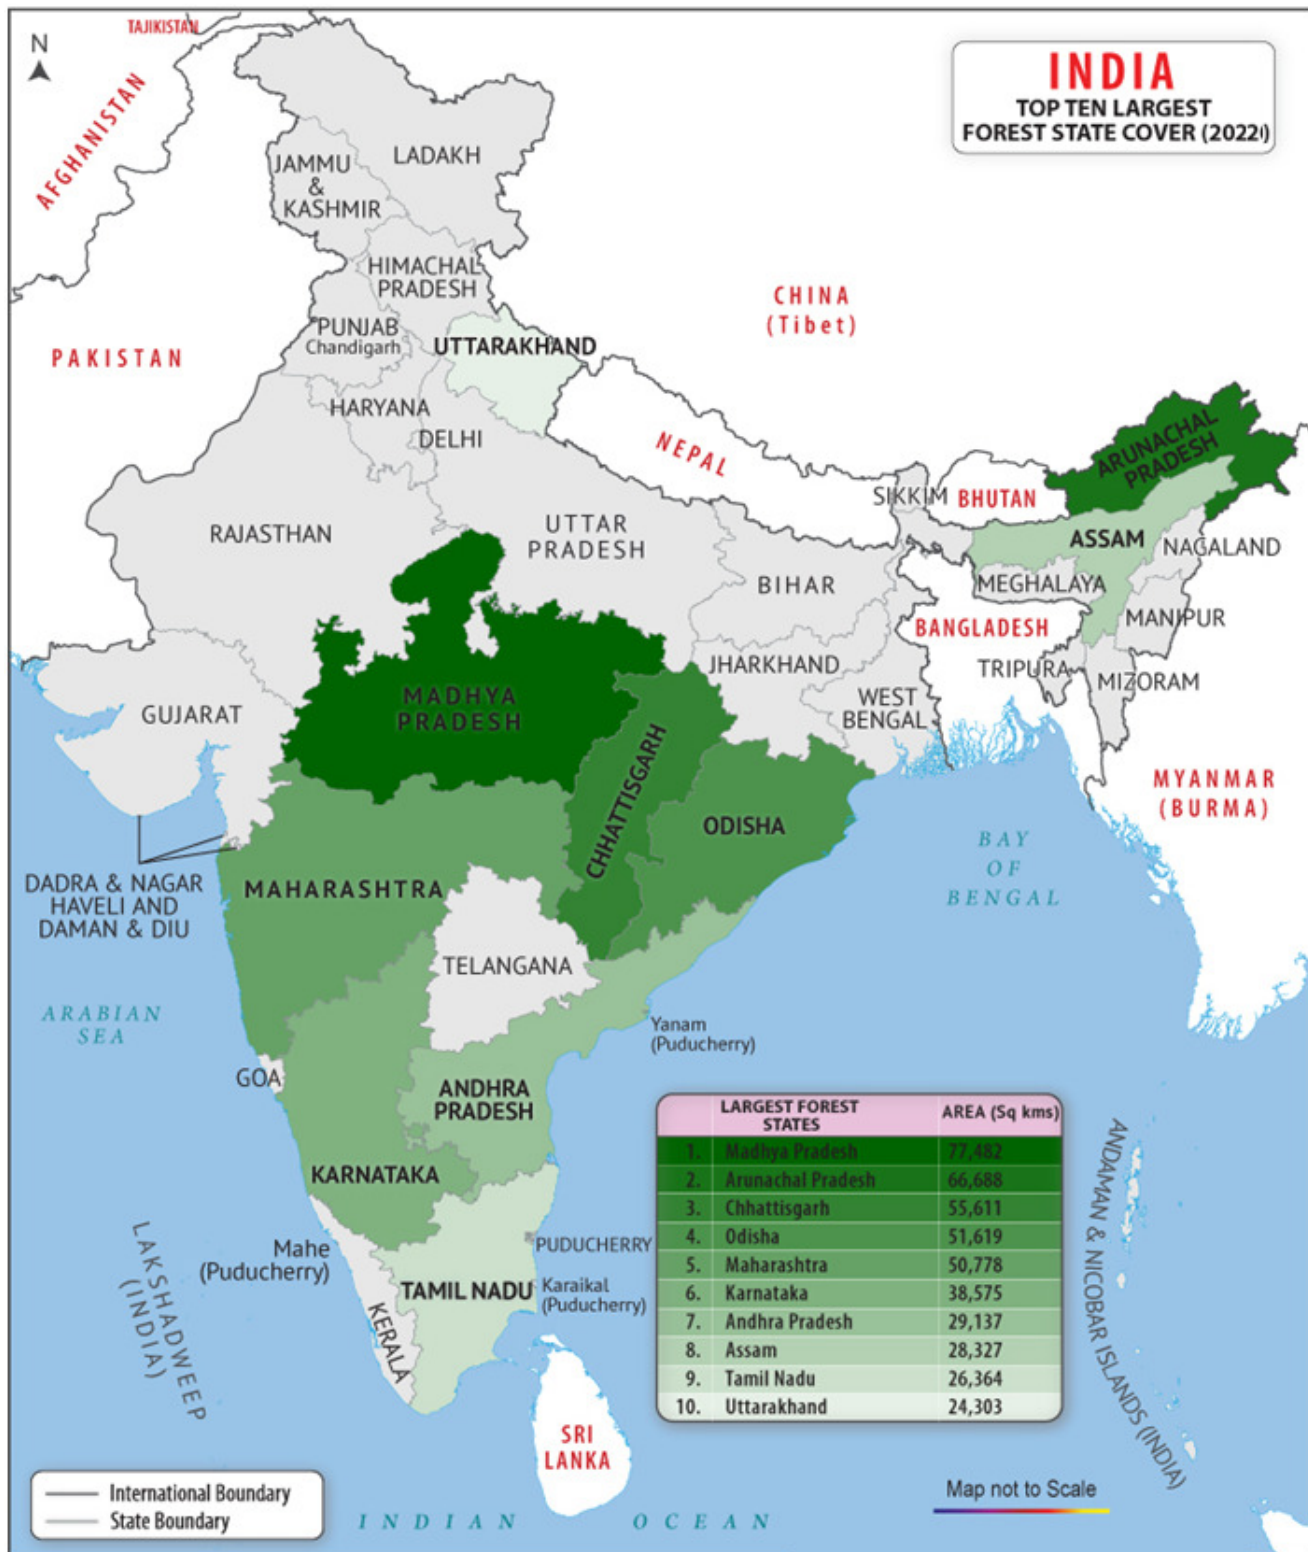 TAJIKISTAN
N
AFGHANISTAN
INDIA
TOP TEN LARGEST
FOREST STATE COVER (2022)
LADAKH
JAMMU
&
KASHMIR
HIMACHAL
PRADESH
CHINA
(Tibet)
PUNJAB
Chandigarh
UTTARAKHAND
PAKISTAN
HARYANA
DELHI
NEPAL
ARUNACHAL
PRADESH
SIKKIM
BHUTAN
RAJASTHAN
UTTAR
PRADESH
ASSAM
NAGALAND
BIHAR
MEGHALAYA
MANIPUR
BANGLADESH
JHARKHAND
TRIPURA
MIZORAM
GUJARAT
MADHYA
PRADESH
WEST
BENGAL
CHHATTISGARH
MYANMAR
(BURMA)
ODISHA
BAY
OF
BENGAL
DADRA & NAGAR
HAVELI AND
DAMAN & DIU
MAHARASHTRA
TELANGANA
ARABIAN
SEA
Yanam
(Puducherry)
GOA
ANDHRA
PRADESH
KARNATAKA
LARGEST FOREST
STATES
AREA (Sq kms)
1. Madhya Pradesh 77,482
2. Arunachal Pradesh 66,688
3. Chhattisgarh 55,611
4. Odisha 51,619
5. Maharashtra 50,778
6. Karnataka 38,575
7. Andhra Pradesh 29,137
8. Assam 28,327
9. Tamil Nadu 26,364
10. Uttarakhand 24,303
ANDAMAN & NICOBAR ISLANDS (INDIA)
LAKSHADWEEP
(INDIA)
Mahe
(Puducherry)
PUDUCHERRY
TAMIL NADU
Karaikal
(Puducherry)
KERALA
SRI
LANKA
International Boundary
State Boundary
Map not to Scale
INDIAN OCEAN